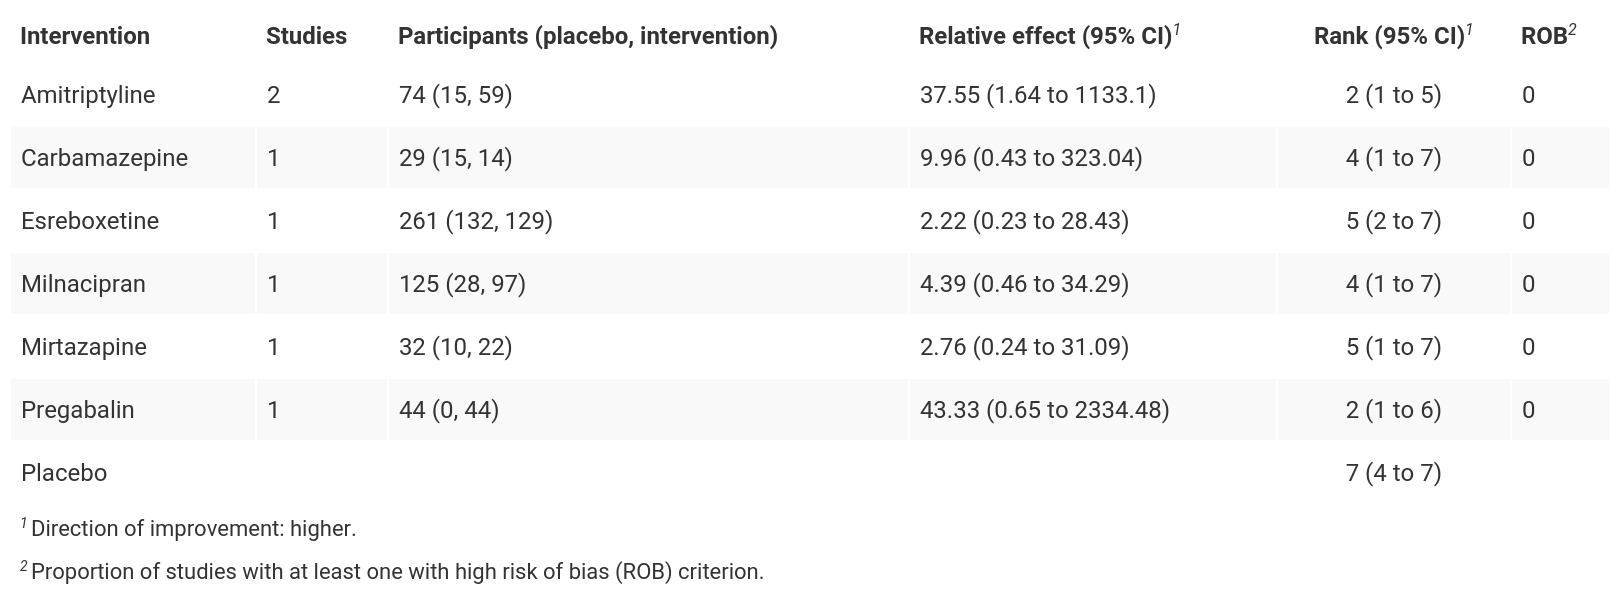 Intervention Studies Participants (placebo, intervention) Relative effect (95% CI)1 Rank (95% CI)1 ROB2
Amitriptyline 2 74 (15, 59) 37.55 (1.64 to 1133.1) 2 (1 to 5) 0
Carbamazepine 1 29 (15, 14) 9.96 (0.43 to 323.04) 4 (1 to 7) 0
Esreboxetine 1 261 (132, 129) 2.22 (0.23 to 28.43) 5 (2 to 7) 0
Milnacipran 1 125 (28, 97) 4.39 (0.46 to 34.29) 4 (1 to 7) 0
Mirtazapine 1 32 (10, 22) 2.76 (0.24 to 31.09) 5 (1 to 7) 0
Pregabalin 1 44 (0, 44) 43.33 (0.65 to 2334.48) 2 (1 to 6) 0
Placebo 7 (4 to 7)
1 Direction of improvement: higher.
2 Proportion of studies with at least one with high risk of bias (ROB) criterion.